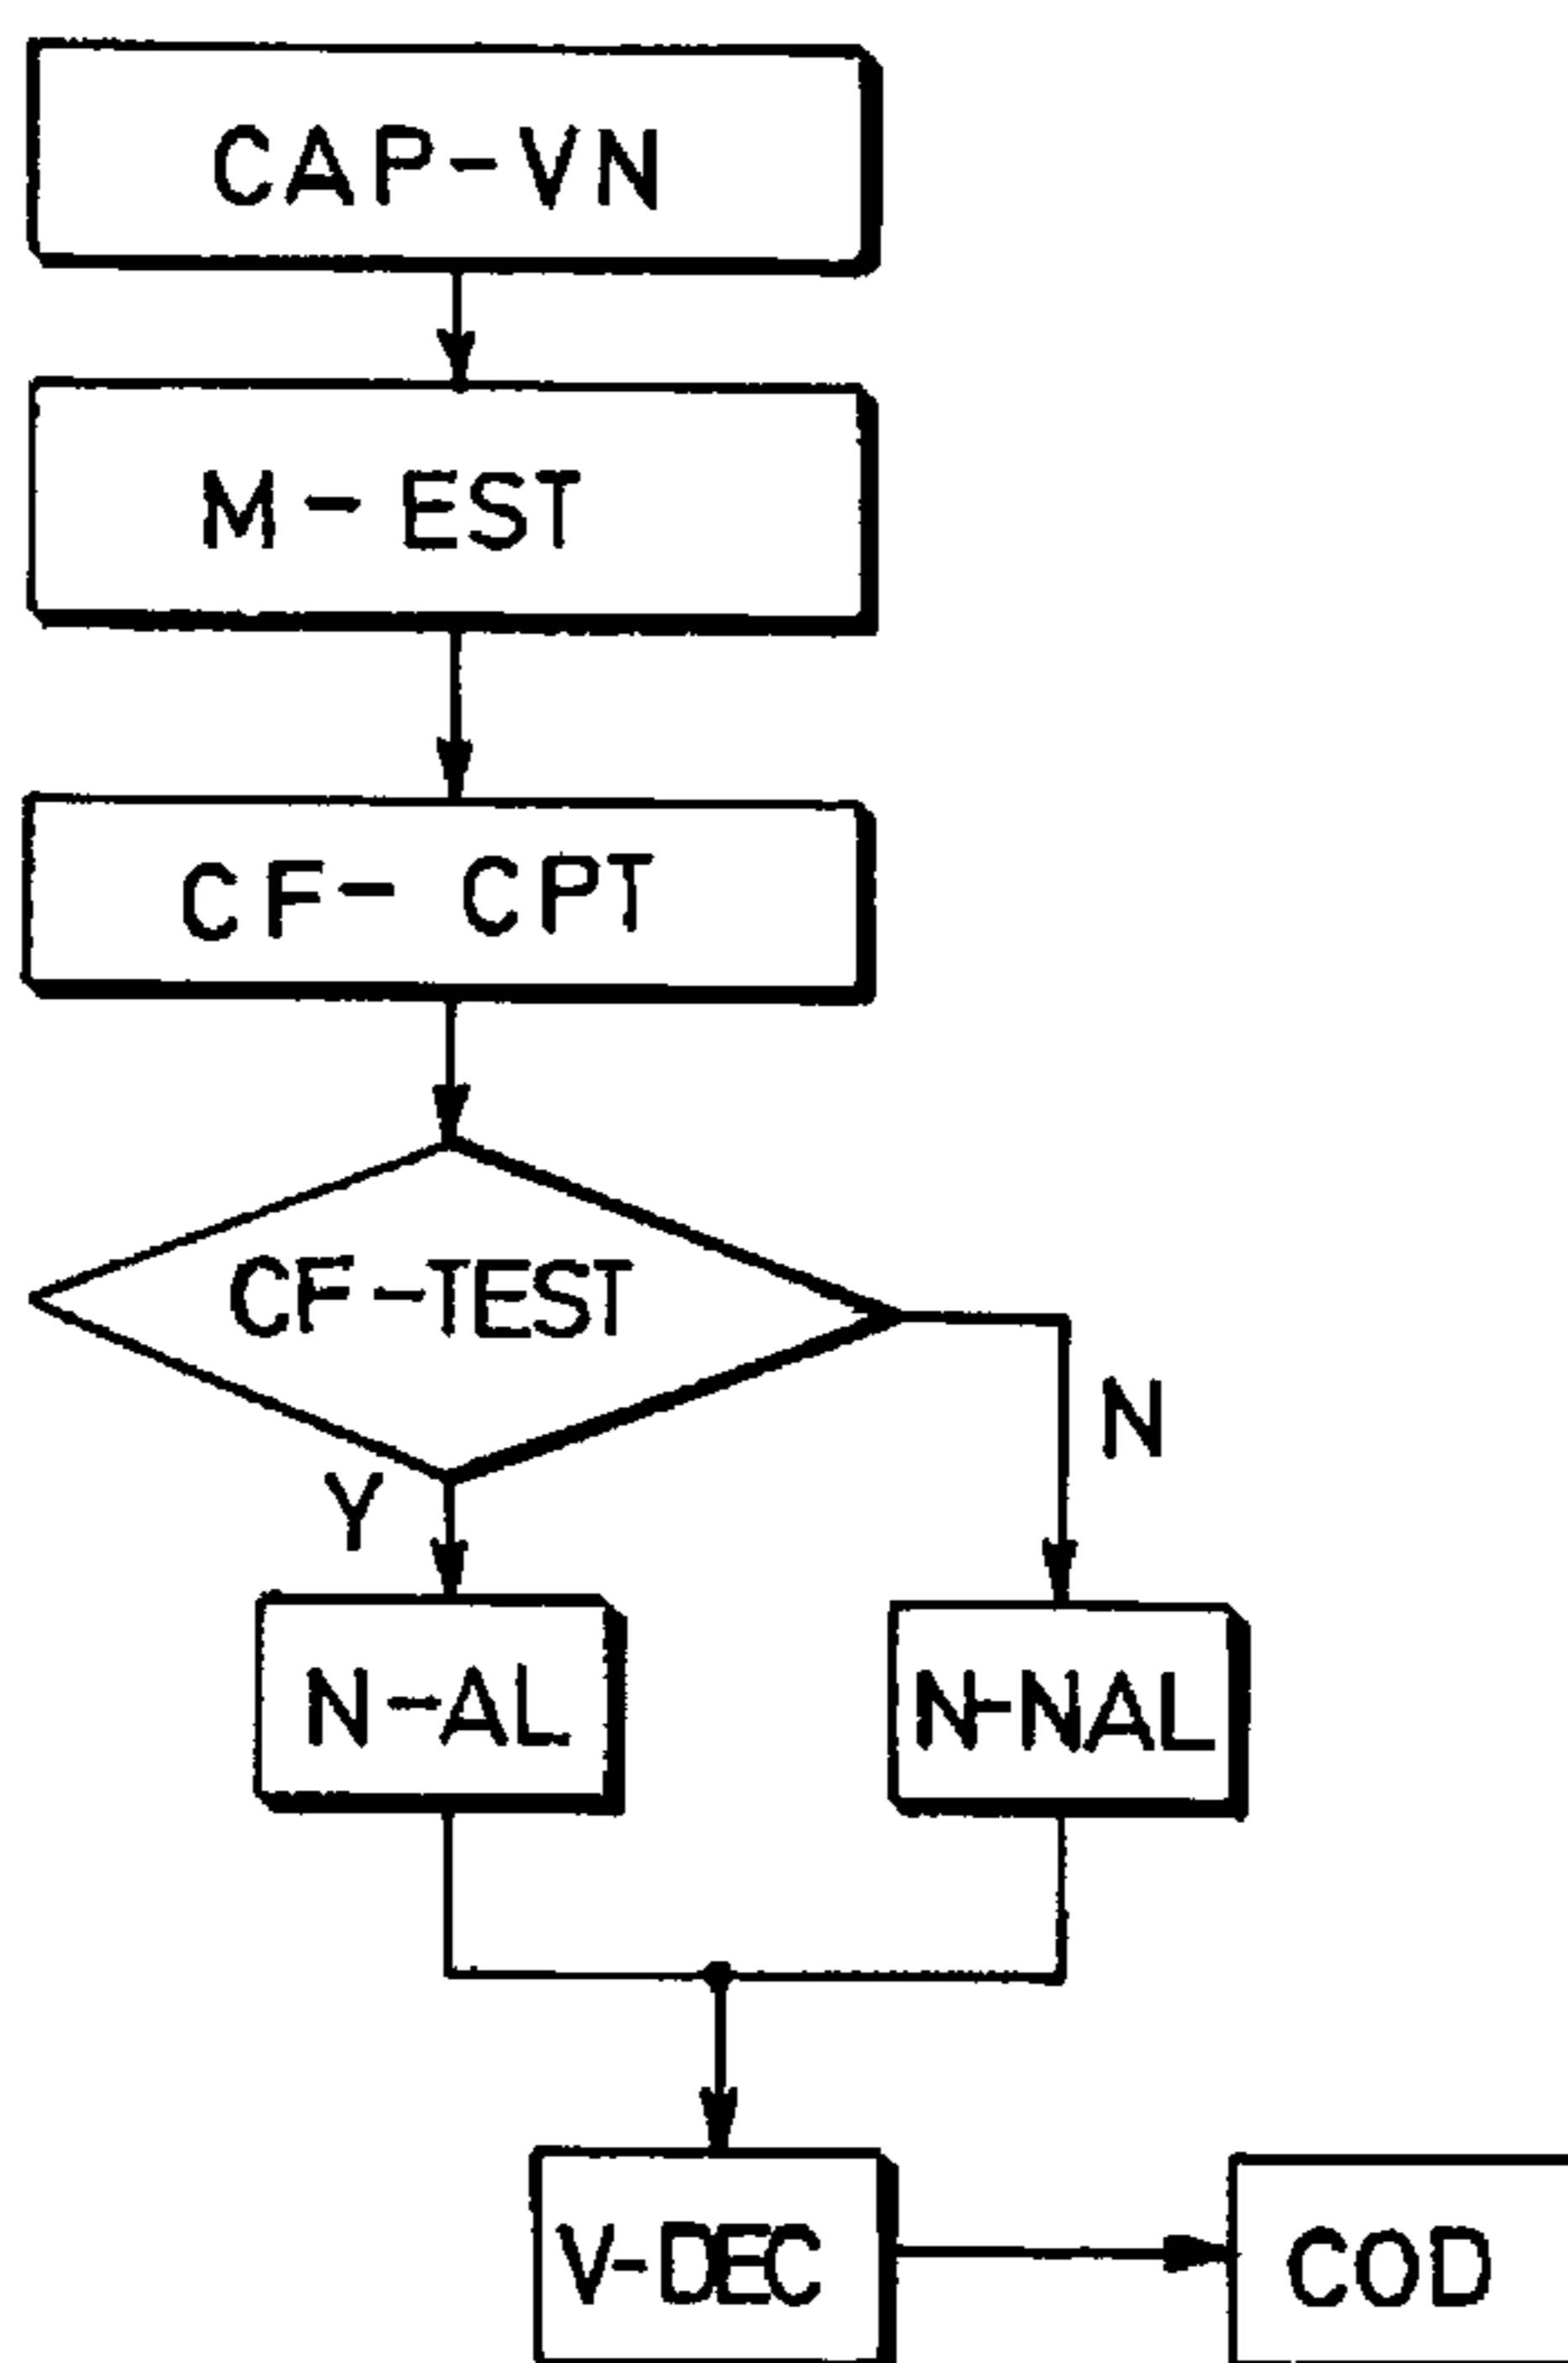 CAP-VN
M-EST
CF-CPT
CF-TEST
N
Y
N-AL
N-NAL
V-DEC
COD